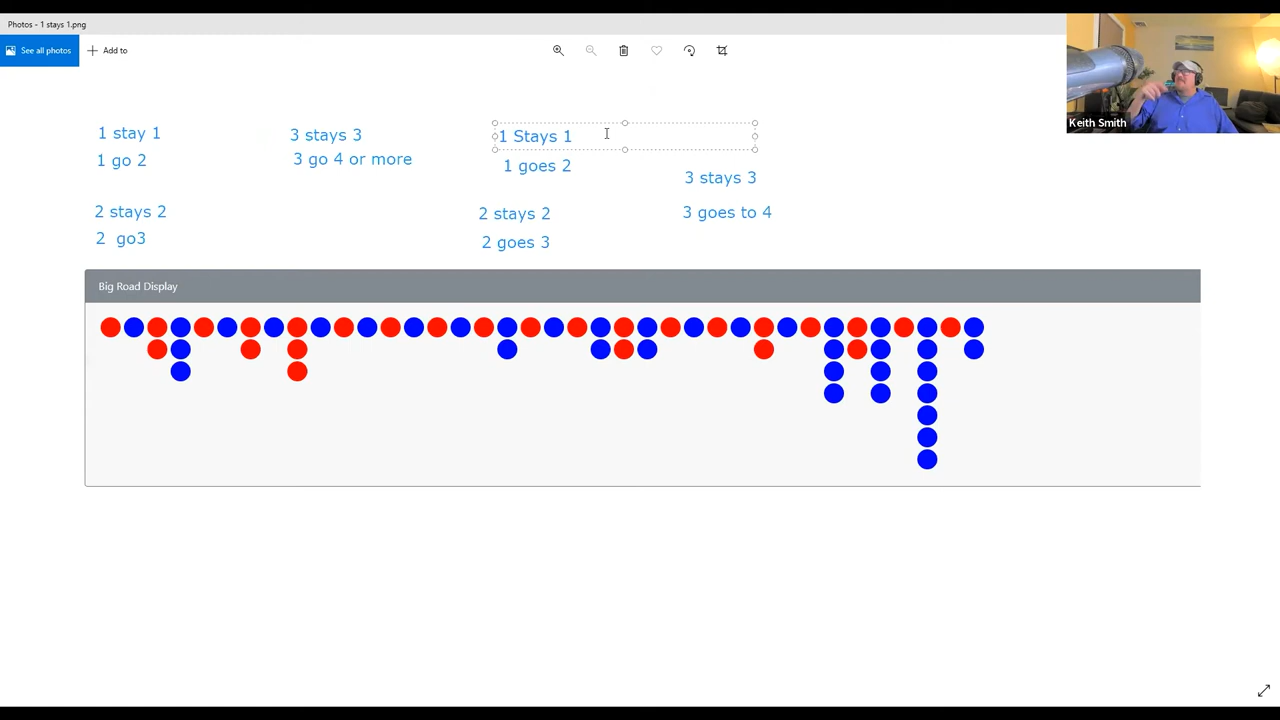 Photos - 1 stays 1.png
See all photos
Add to
Keith Smith
1 stay 1
1 go 2
3 stays 3
3 go 4 or more
1 Stays 1
1 goes 2
3 stays 3
3 goes to 4
2 stays 2
2 go3
2 stays 2
2 goes 3
Big Road Display